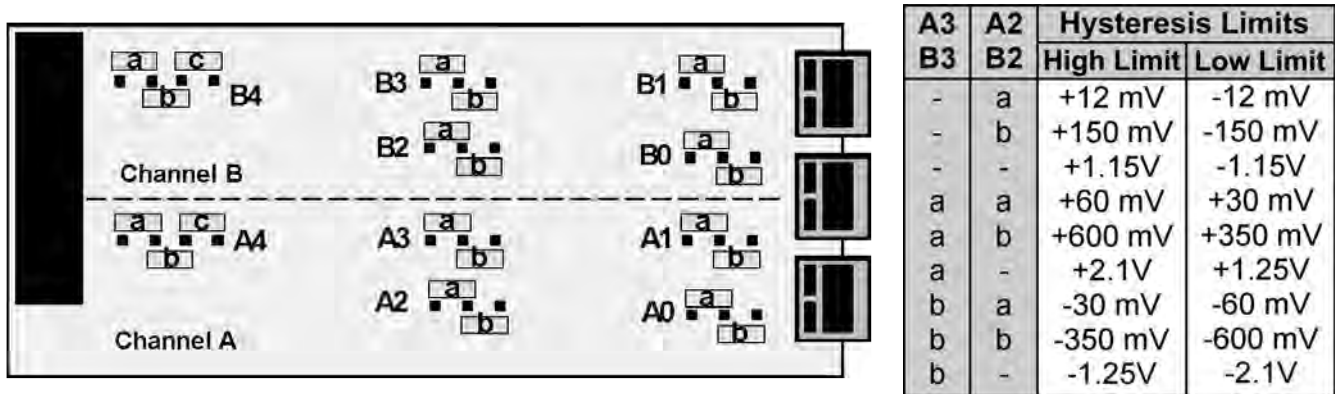 a c
B4
b
B3 a
b
B1 a
b
B2 a
b
B0 a
b
Channel B
a c
A4
b
A3 a
b
A1 a
b
A2 a
b
A0 a
b
Channel A
A3 A2 Hysteresis Limits
B3 B2 High Limit Low Limit
- a +12 mV -12 mV
- b +150 mV -150 mV
- - +1.15V -1.15V
a a +60 mV +30 mV
a b +600 mV +350 mV
a - +2.1V +1.25V
b a -30 mV -60 mV
b b -350 mV -600 mV
b - -1.25V -2.1V